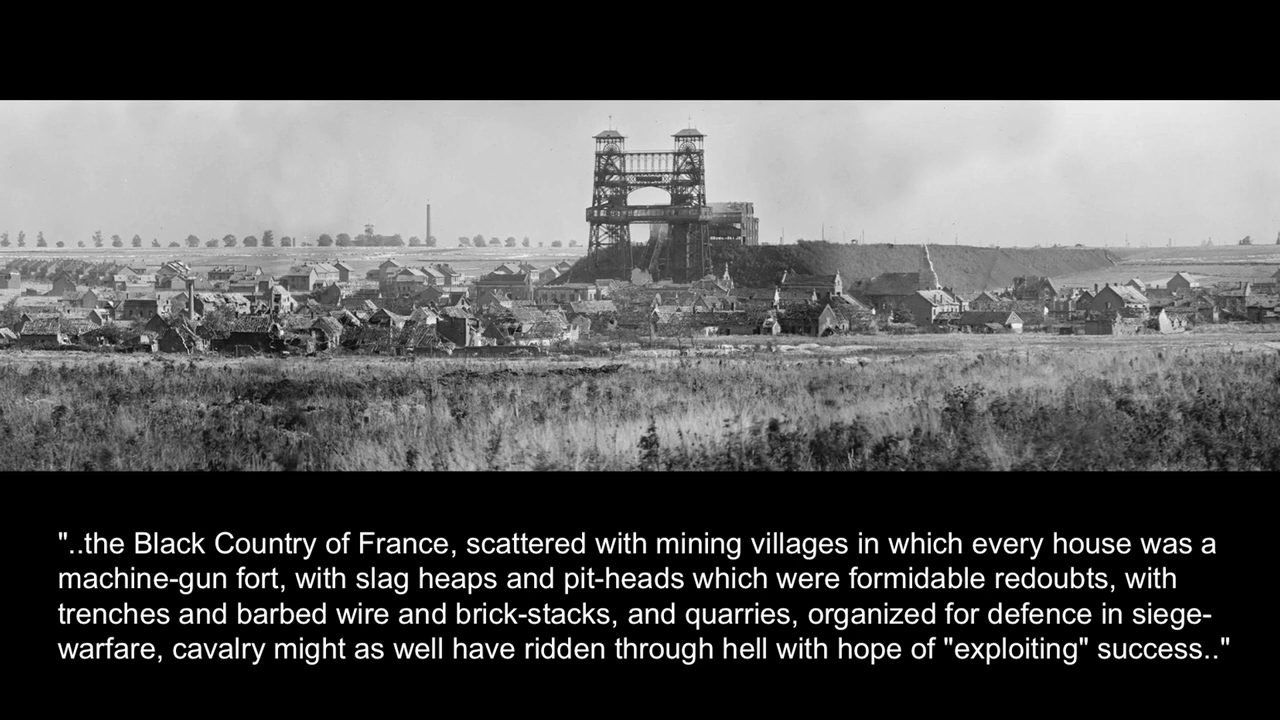 "..the Black Country of France, scattered with mining villages in which every house was a
machine-gun fort, with slag heaps and pit-heads which were formidable redoubts, with
trenches and barbed wire and brick-stacks, and quarries, organized for defence in siege-
warfare, cavalry might as well have ridden through hell with hope of "exploiting" success.."